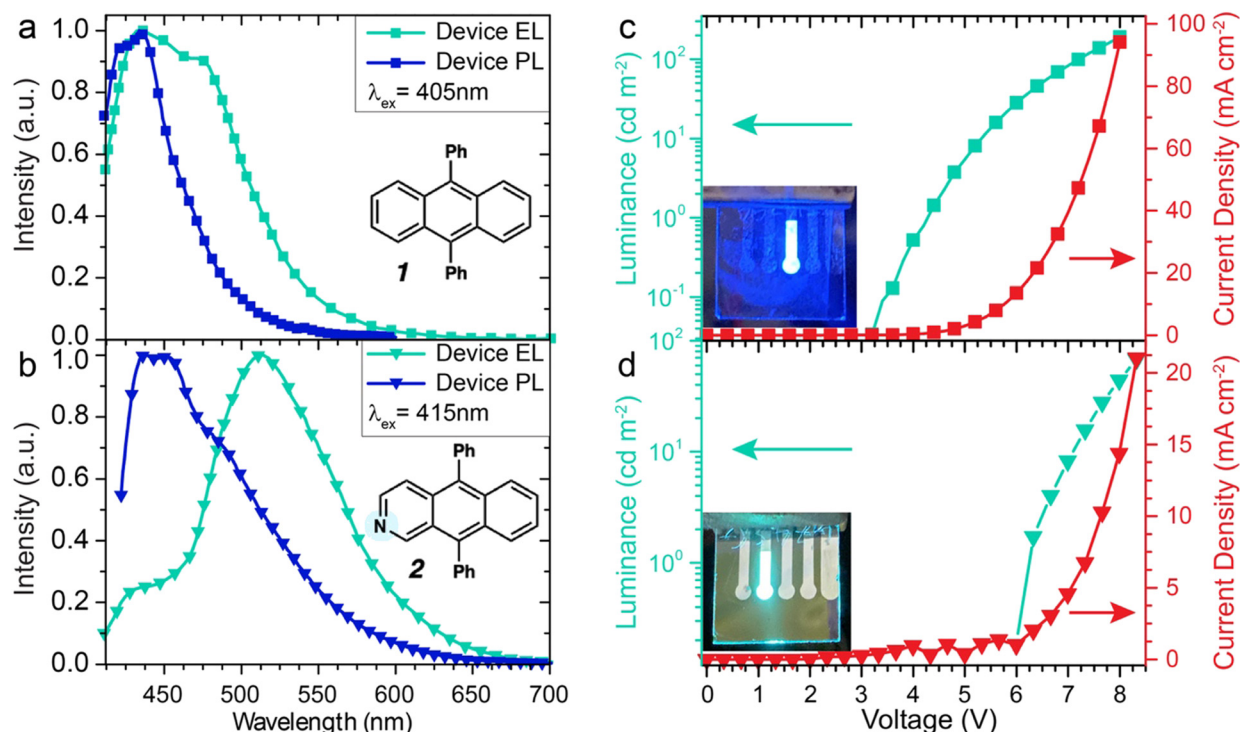 a
Intensity (a.u.)
1.0
0.8
0.6
0.4
0.2
0.0
Device EL
Device PL
λex = 405nm
Ph
Ph
1
b
Intensity (a.u.)
1.0
0.8
0.6
0.4
0.2
0.0
Device EL
Device PL
λex = 415nm
Ph
N
Ph
2
450 500 550 600 650 700
Wavelength (nm)
c
Luminance (cd m-2)
10²
10¹
10⁰
10-1
100
80
60
40
20
0
Current Density (mA cm-2)
d
Luminance (cd m-2)
10²
10¹
10⁰
20
15
10
5
3
0
Current Density (mA cm-2)
0 1 2 3 4 5 6 7 8
Voltage (V)